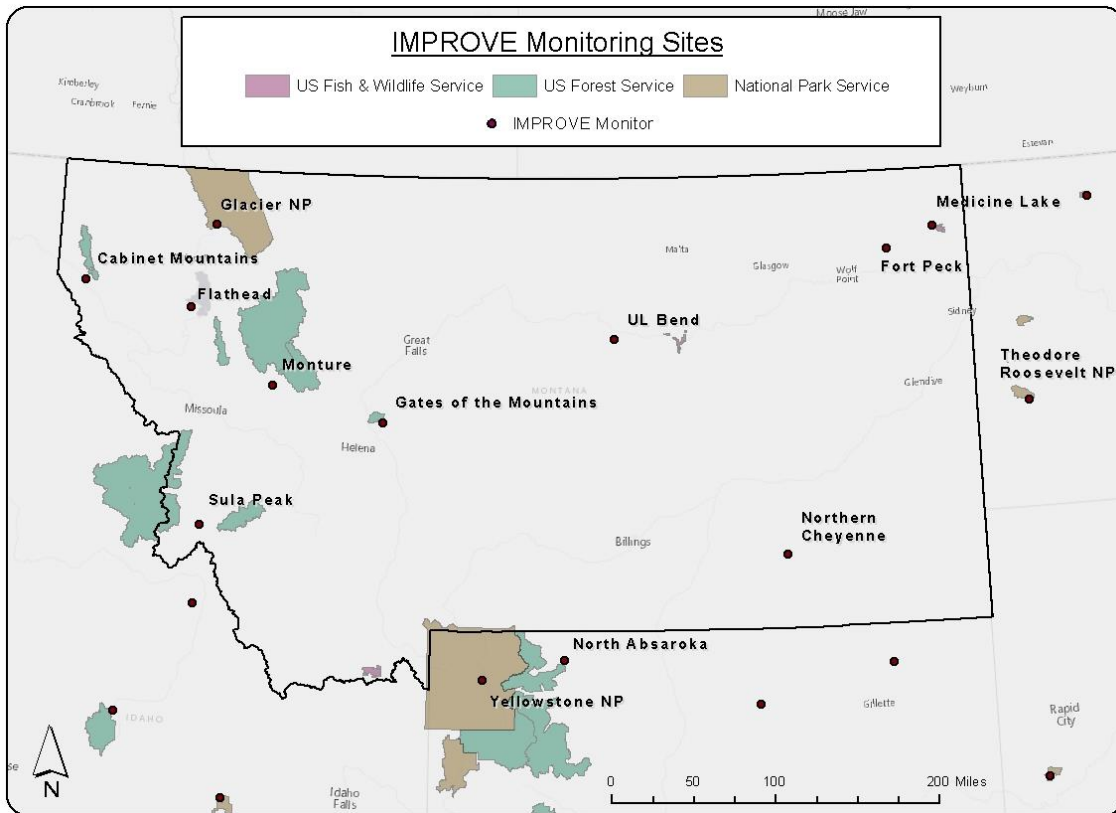 Moose Jaw
IMPROVE Monitoring Sites
US Fish & Wildlife Service
US Forest Service
National Park Service
IMPROVE Monitor
Kimberley
Cranbrook
Fernie
Weyburn
Estevan
Glacier NP
Medicine Lake
Cabinet Mountains
Malta
Glasgow
Wolf
Point
Fort Peck
Flathead
Sidney
UL Bend
Great
Falls
Theodore
Roosevelt NP
Monture
MONTANA
Glendive
Missoula
Gates of the Mountains
Helena
Sula Peak
Northern
Cheyenne
Billings
North Absaroka
Yellowstone NP
Gillette
Rapid
City
IDAHO
se
N
Idaho
Falls
0
50
100
200 Miles